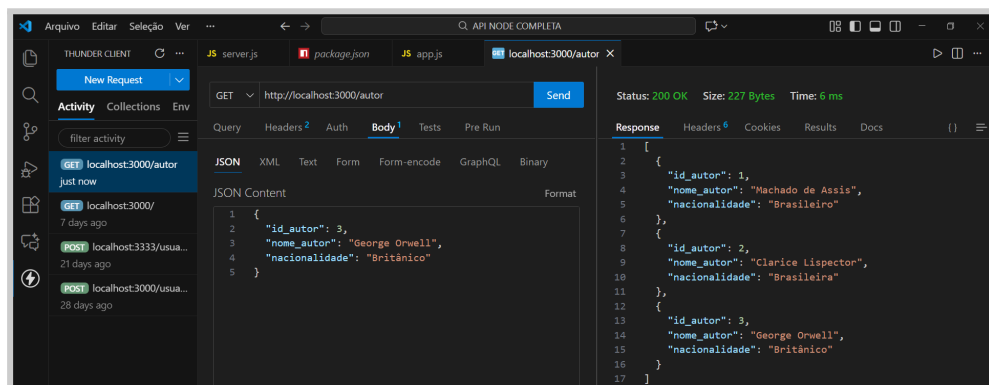 Arquivo Editar Seleção Ver ... API NODE COMPLETA
THUNDER CLIENT ...
JS server.js package.json JS app.js GET localhost:3000/autor
New Request
Activity Collections Env
filter activity
GET localhost:3000/autor
just now
GET localhost:3000/
7 days ago
POST localhost:3333/usua...
21 days ago
POST localhost:3000/usua...
28 days ago
GET http://localhost:3000/autor Send
Query Headers 2 Auth Body 1 Tests Pre Run
JSON XML Text Form Form-encode GraphQL Binary
JSON Content Format
1 {
2 "id_autor": 3,
3 "nome_autor": "George Orwell",
4 "nacionalidade": "Britânico"
5 }
Status: 200 OK Size: 227 Bytes Time: 6 ms
Response Headers 6 Cookies Results Docs { }
1 [
2 {
3 "id_autor": 1,
4 "nome_autor": "Machado de Assis",
5 "nacionalidade": "Brasileiro"
6 },
7 {
8 "id_autor": 2,
9 "nome_autor": "Clarice Lispector",
10 "nacionalidade": "Brasileira"
11 },
12 {
13 "id_autor": 3,
14 "nome_autor": "George Orwell",
15 "nacionalidade": "Britânico"
16 }
17 ]